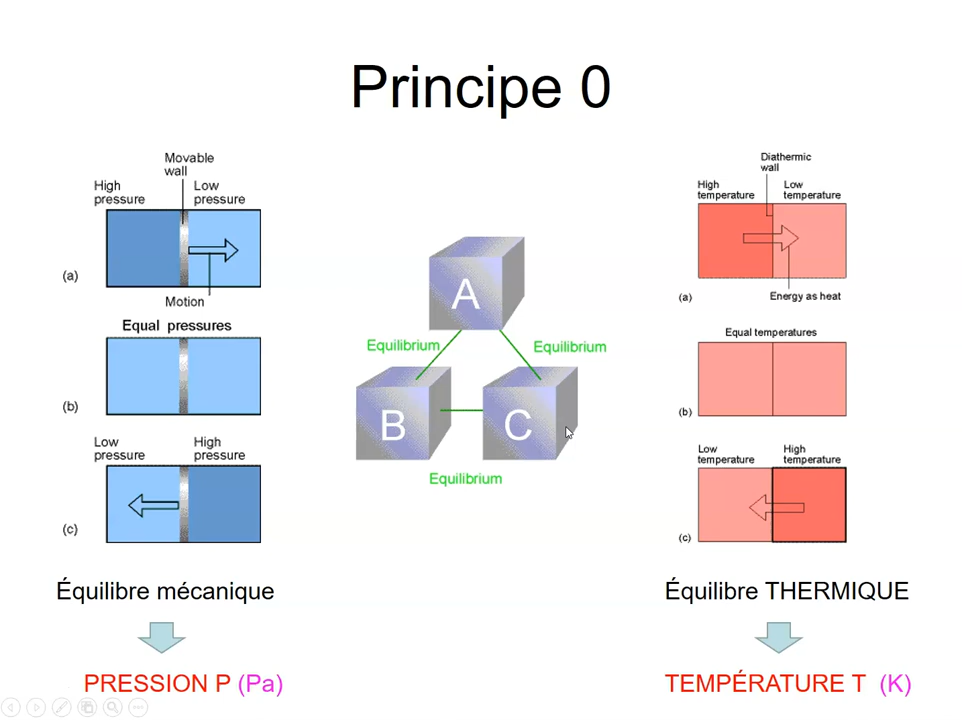 Principe 0
Movable
wall
High
pressure
Low
pressure
(a)
Motion
Equal pressures
(b)
Low
pressure
High
pressure
(c)
Équilibre mécanique
PRESSION P (Pa)
A
Equilibrium
Equilibrium
B
C
Equilibrium
Diathermic
wall
High
temperature
Low
temperature
(a)
Energy as heat
Equal temperatures
(b)
Low
temperature
High
temperature
(c)
Équilibre THERMIQUE
TEMPÉRATURE T (K)